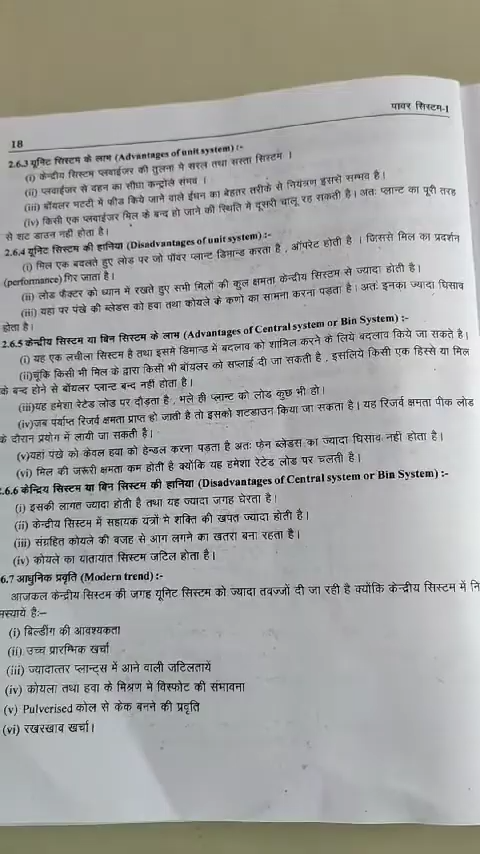 पावर सिस्टम-I
18
2.6.3 यूनिट सिस्टम के लाभ (Advantages of unit system) :-
(i) केन्द्रीय सिस्टम प्लवाईजर की तुलना मे सरल तथा सस्ता सिस्टम ।
(ii) प्लवाईजर से दहन का सीधा कन्ट्रोल संभव ।
(iii) बॉयलर भटटी में फीड किये जाने वाले ईंधन का बेहतर तरीके से नियंत्रण इससे सम्भव है।
(iv) किसी एक प्लवाईजर मिल के बन्द हो जाने की स्थिति मे दूसरी चालू रह सकती है। अतः प्लान्ट का पूरी तरह
से शट डाउन नहीं होता है।
2.6.4 यूनिट सिस्टम की हानिया (Disadvantages of unit system) :-
(i) मिल एक बदलते हुए लोड पर जो पॉवर प्लान्ट डिमान्ड करता है , ऑपरेट होती है । जिससे मिल का प्रदर्शन
(performance) गिर जाता है।
(ii) लोड फैक्टर को ध्यान मे रखते हुए सभी मिलों की कुल क्षमता केन्द्रीय सिस्टम से ज्यादा होती है।
(iii) यहा पर पंखे की ब्लेडस को हवा तथा कोयले के कणो का सामना करना पड़ता है। अतः इनका ज्यादा घिसाव
होता है।
2.6.5 केन्द्रीय सिस्टम या बिन सिस्टम के लाभ (Advantages of Central system or Bin System) :-
(i) यह एक लचीला सिस्टम है तथा इसमे डिमान्ड में बदलाव को शामिल करने के लिये बदलाव किये जा सकते है।
(ii)चूंकि किसी भी मिल के द्वारा किसी भी बॉयलर को सप्लाई दी जा सकती है , इसलिये किसी एक हिस्से या मिल
के बन्द होने से बॉयलर प्लान्ट बन्द नहीं होता है।
(iii)यह हमेशा रेटेड लोड पर दौड़ता है , भले ही प्लान्ट को लोड कुछ भी हो।
(iv)जब पर्याप्त रिजर्व क्षमता प्राप्त हो जाती है तो इसको शटडाउन किया जा सकता है। यह रिजर्व क्षमता पीक लोड
के दौरान प्रयोग में लायी जा सकती है।
(v)यहां पंखे को केवल हवा को हेन्डल करना पड़ता है अतः फेन ब्लेडस का ज्यादा घिसाव नहीं होता है।
(vi) मिल की जरूरी क्षमता कम होती है क्योंकि यह हमेशा रेटेड लोड पर चलती है।
.6.6 केन्द्रिय सिस्टम या बिन सिस्टम की हानिया (Disadvantages of Central system or Bin System) :-
(i) इसकी लागत ज्यादा होती है तथा यह ज्यादा जगह घेरता है।
(ii) केन्दीय सिस्टम में सहायक यत्रों मे शक्ति की खपत ज्यादा होती है।
(iii) संग्रहित कोयले की वजह से आग लगने का खतरा बना रहता है।
(iv) कोयले का यातायात सिस्टम जटिल होता है।
6.7 आधुनिक प्रवृति (Modern trend) :-
आजकल केन्द्रीय सिस्टम की जगह यूनिट सिस्टम को ज्यादा तबज्जों दी जा रही है क्योंकि केन्द्रीय सिस्टम में नि
मस्यायें है:–
(i) बिल्डींग की आवश्यकता
(ii) उच्च प्रारम्भिक खर्चा
(iii) ज्यादात्तर प्लान्ट्स में आने वाली जटिलतायें
(iv) कोयला तथा हवा के मिश्रण मे विस्फोट की संभावना
(v) Pulverised कोल से केक बनने की प्रवृति
(vi) रखरखाव खर्चा।